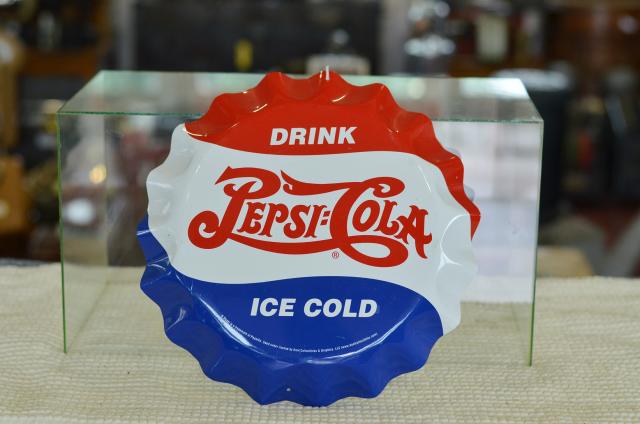 DRINK
PEPSI-COLA
®
ICE COLD